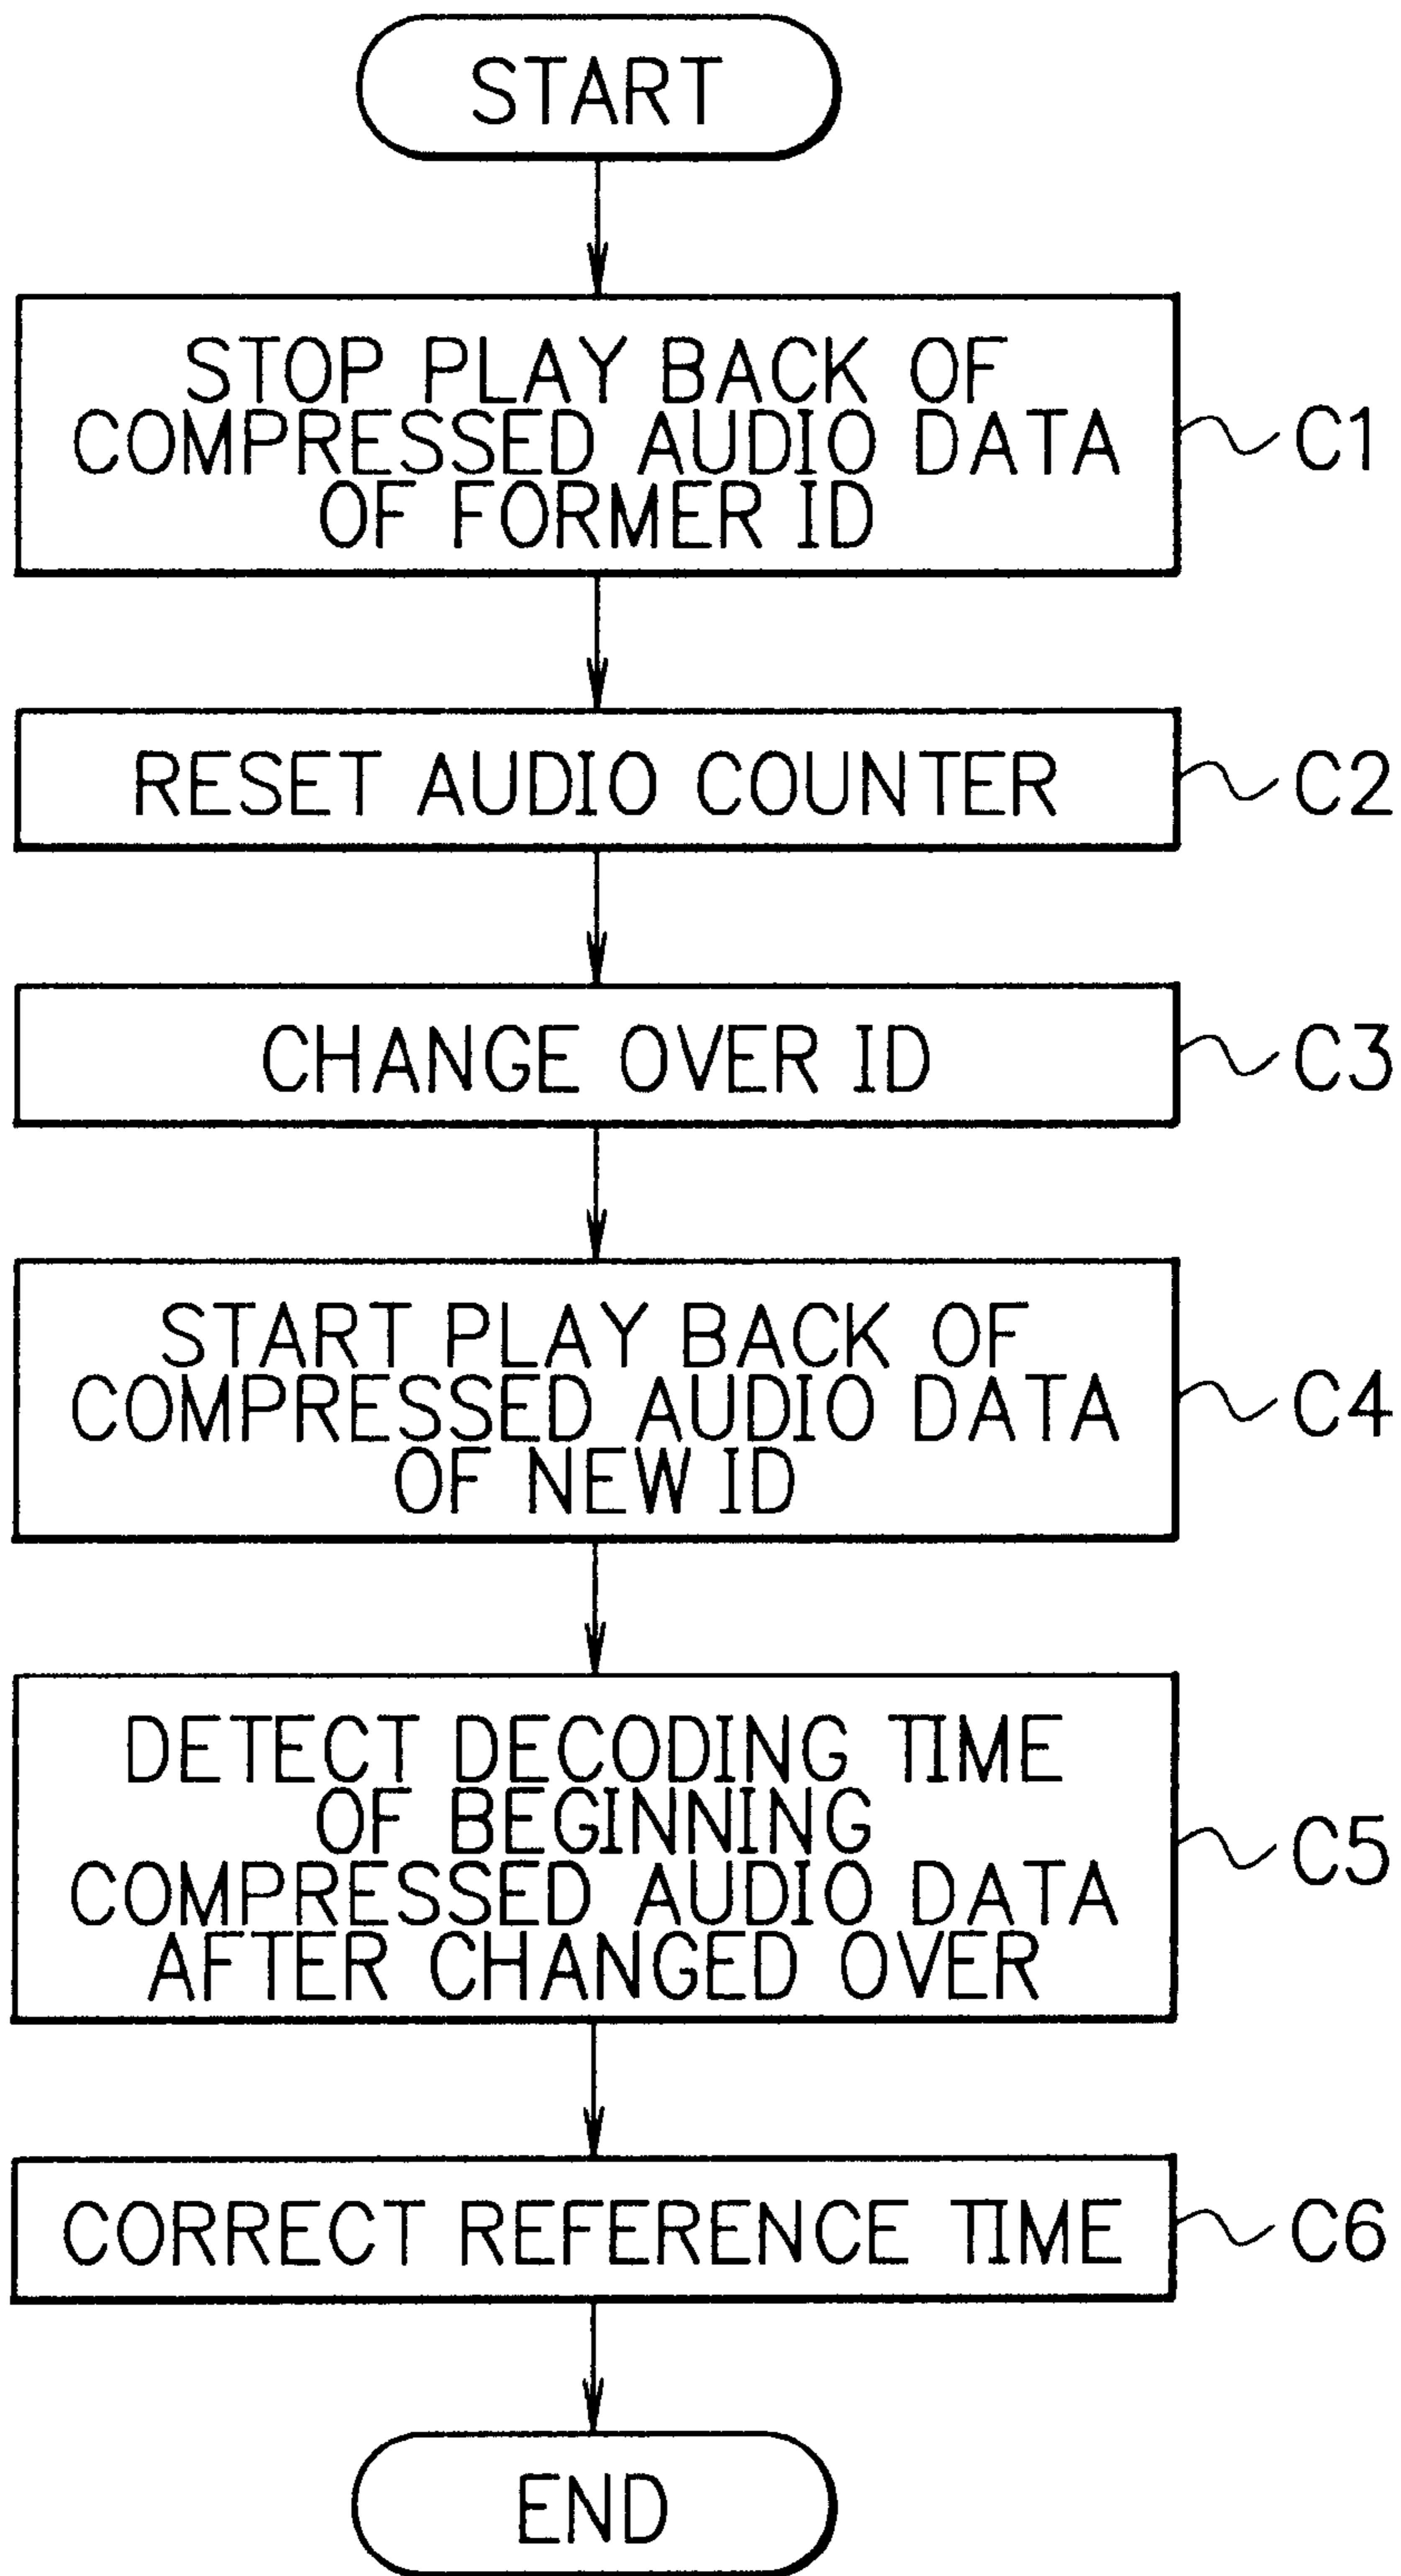 START
STOP PLAY BACK OF
COMPRESSED AUDIO DATA
OF FORMER ID
C1
RESET AUDIO COUNTER
C2
CHANGE OVER ID
C3
START PLAY BACK OF
COMPRESSED AUDIO DATA
OF NEW ID
C4
DETECT DECODING TIME
OF BEGINNING
COMPRESSED AUDIO DATA
AFTER CHANGED OVER
C5
CORRECT REFERENCE TIME
C6
END